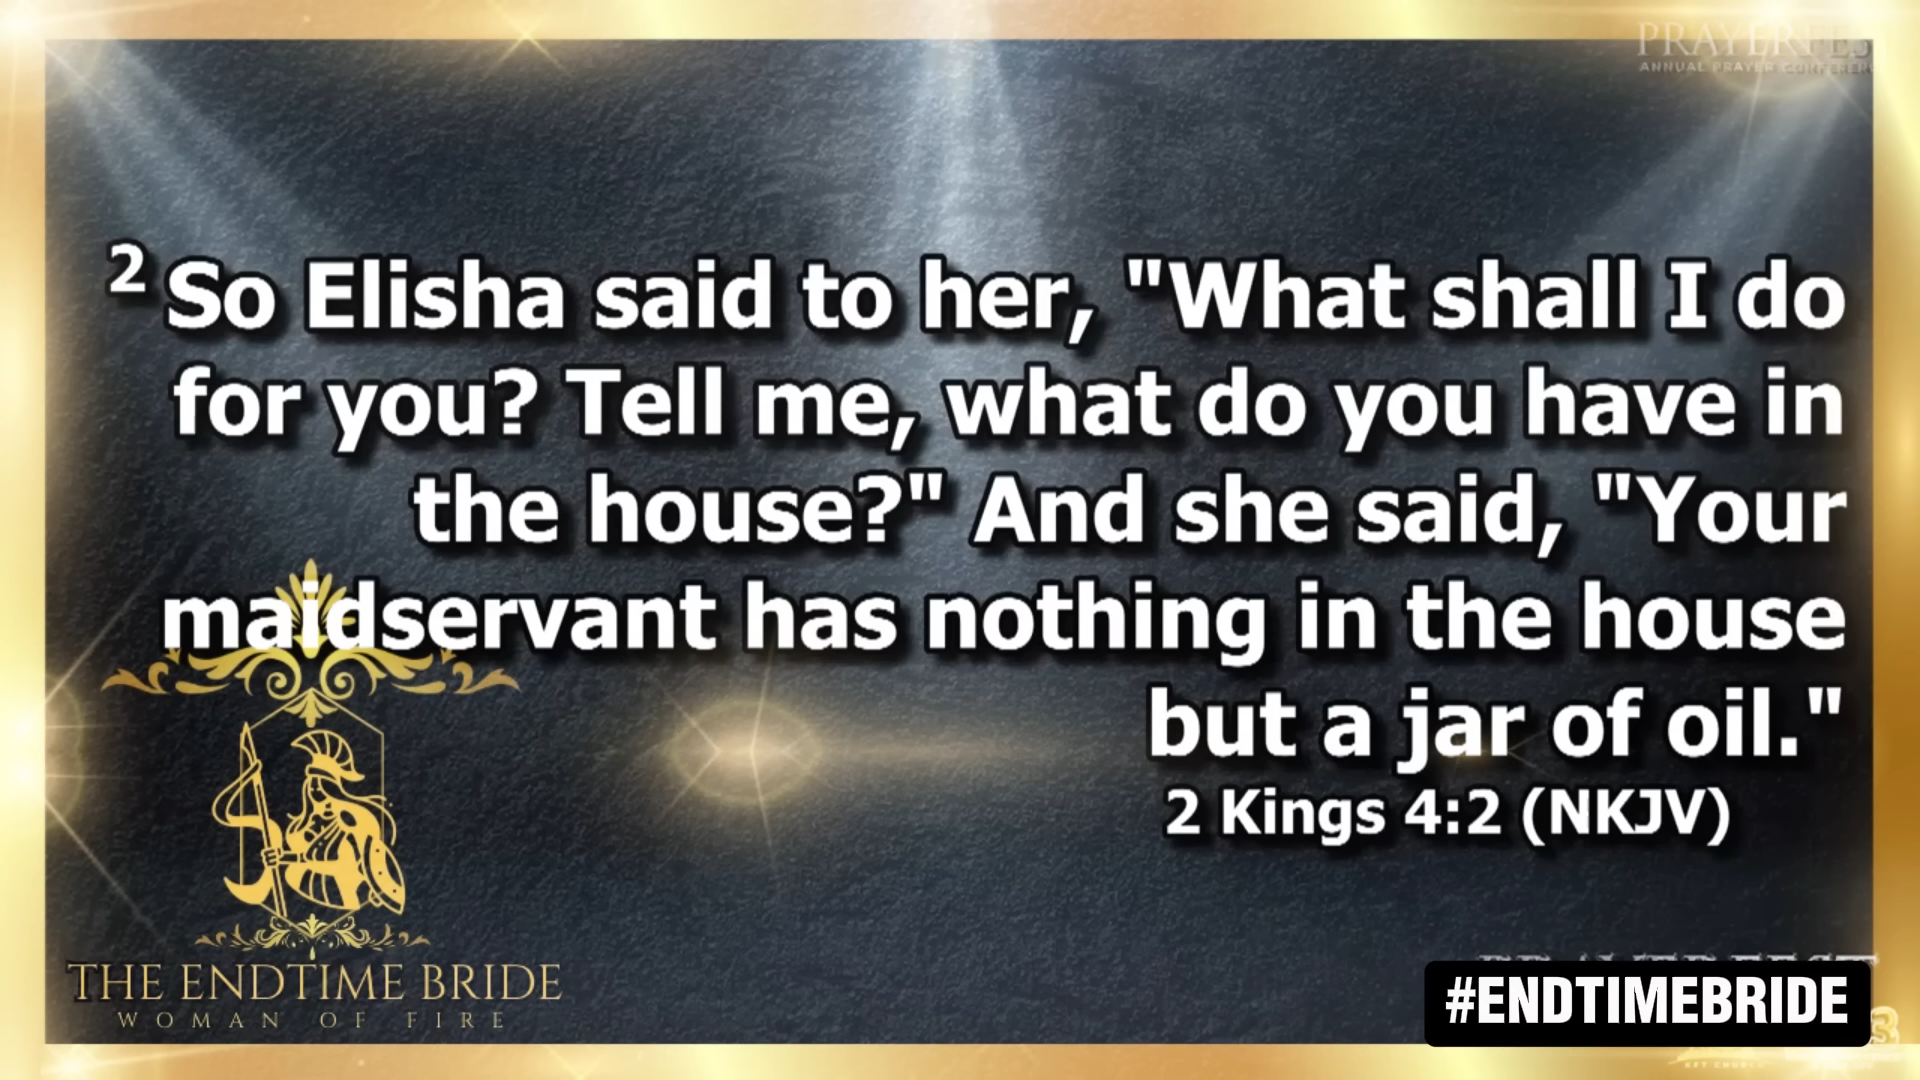 PRAYERFES
ANNUAL PRAYER CONFEREN
2 So Elisha said to her, "What shall I do
for you? Tell me, what do you have in
the house?" And she said, "Your
maidservant has nothing in the house
but a jar of oil."
2 Kings 4:2 (NKJV)
THE ENDTIME BRIDE
WOMAN OF FIRE
#ENDTIMEBRIDE